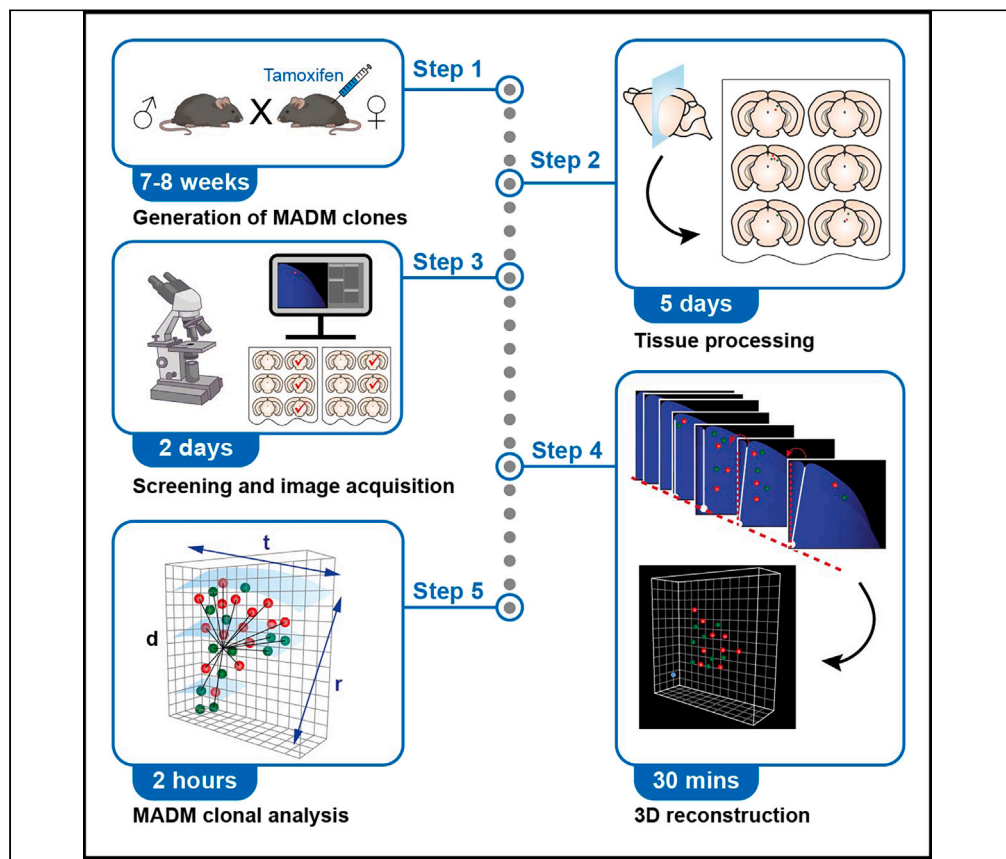 Step 1
Tamoxifen
♂ X ♀
7-8 weeks
Generation of MADM clones
Step 2
5 days
Tissue processing
Step 3
2 days
Screening and image acquisition
Step 4
30 mins
3D reconstruction
Step 5
t
d
r
2 hours
MADM clonal analysis